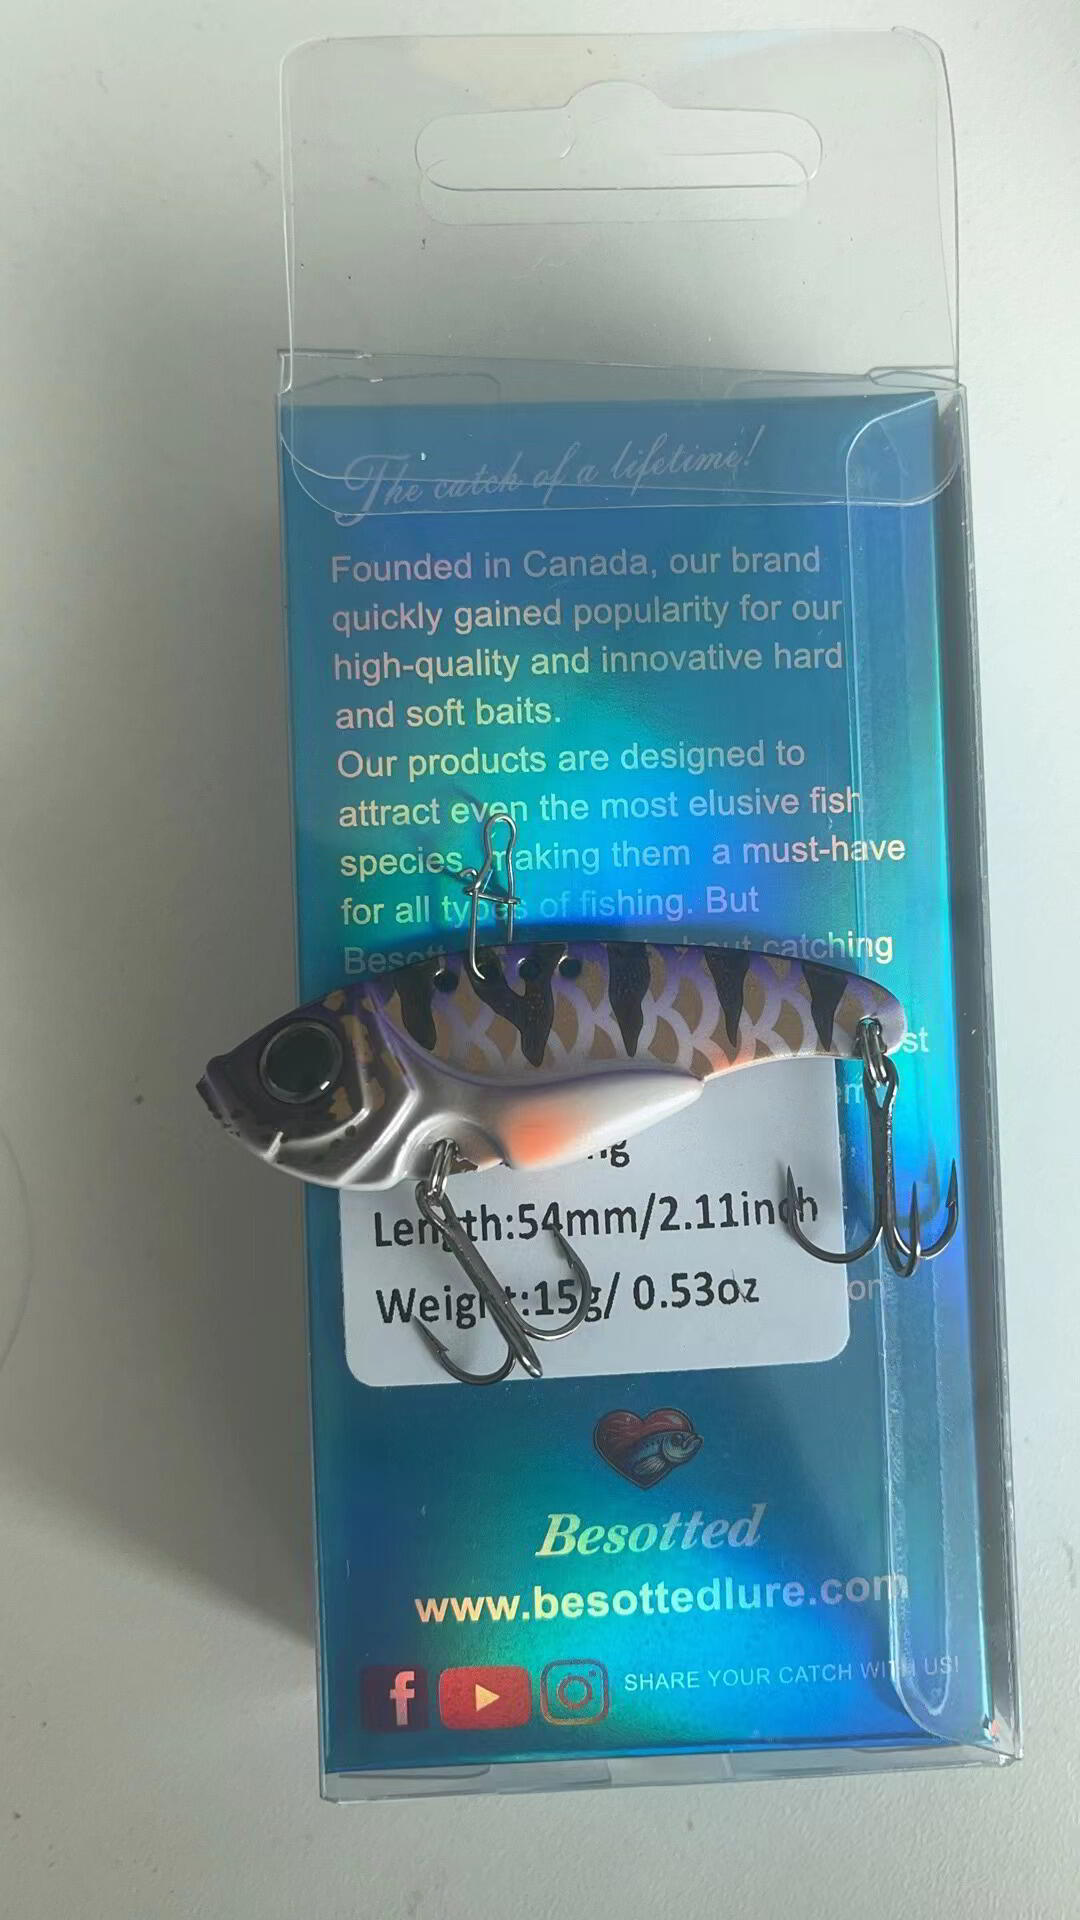 The catch of a lifetime!
Founded in Canada, our brand
quickly gained popularity for our
high-quality and innovative hard
and soft baits.
Our products are designed to
attract even the most elusive fish
species, making them a must-have
for all types of fishing. But
about catching
Length:54mm/2.11inch
Weight:15g/ 0.53oz
Besotted
www.besottedlure.com
SHARE YOUR CATCH WITH US!